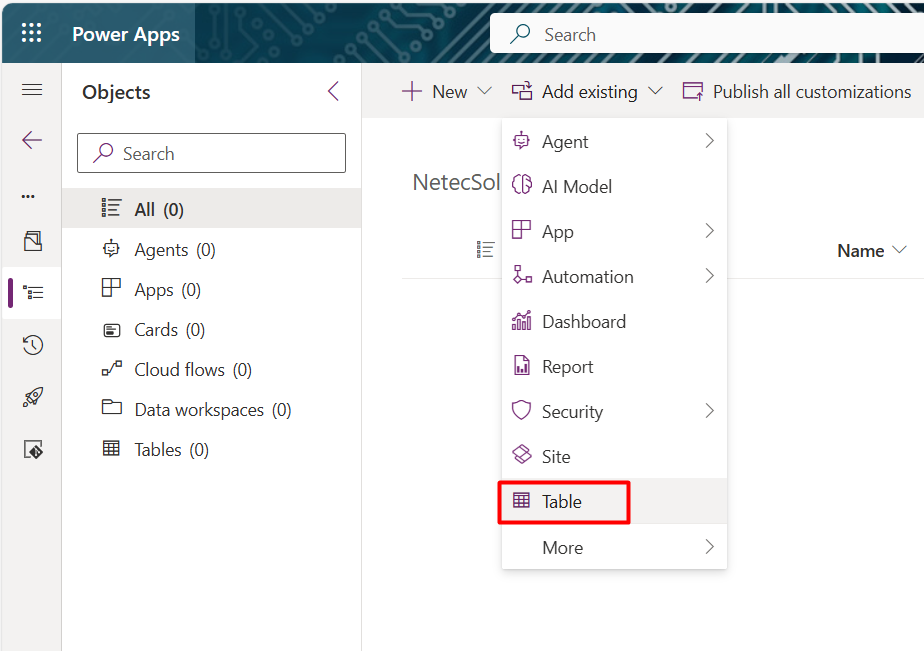 Power Apps
Search
Objects
New
Add existing
Publish all customizations
Search
All (0)
Agents (0)
Apps (0)
Cards (0)
Cloud flows (0)
Data workspaces (0)
Tables (0)
Agent
AI Model
App
Automation
Dashboard
Report
Security
Site
Table
More
NetecSol
Name